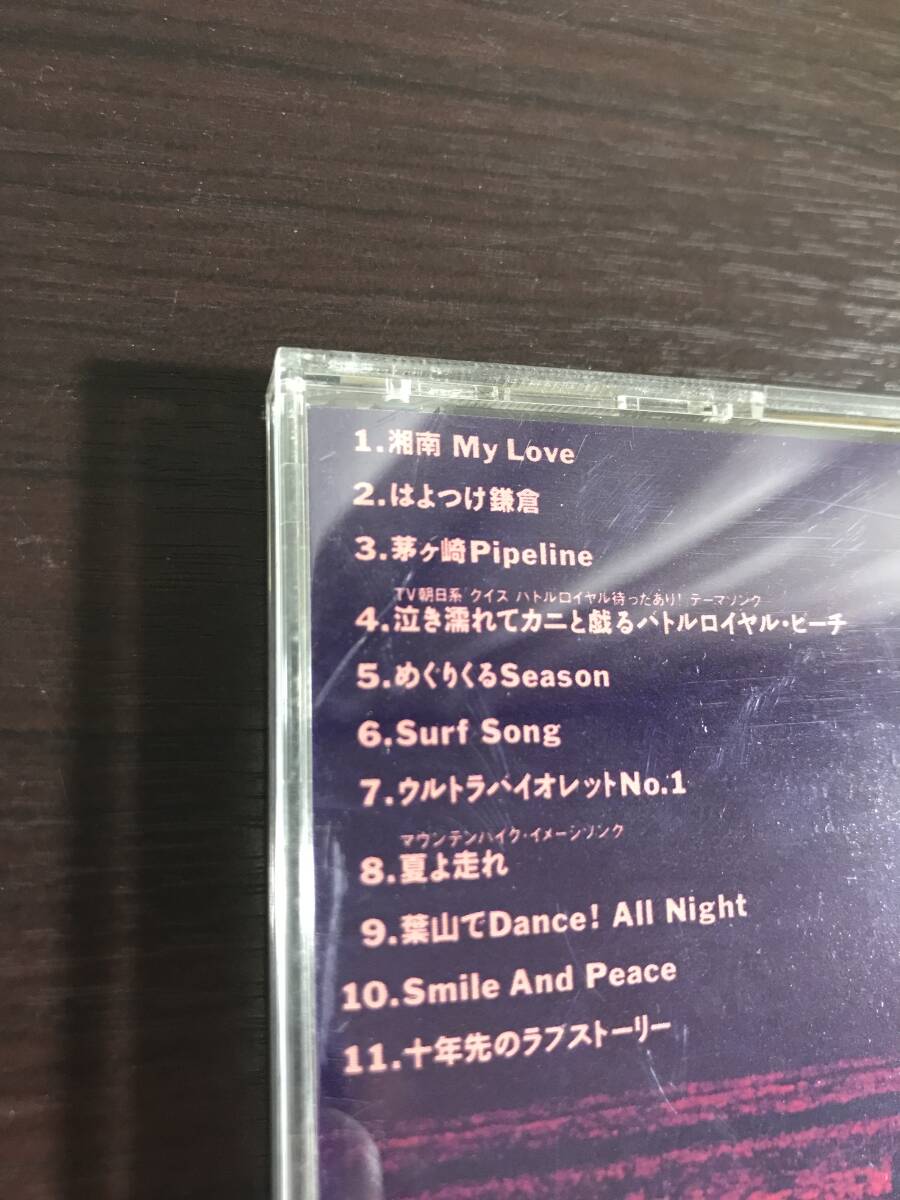 1.湘南 My Love
2.はよつけ鎌倉
3.茅ヶ崎Pipeline
TV朝日系“クイズ バトルロイヤル待ったあり!”テーマソング
4.泣き濡れてカニと戯るバトルロイヤル・ビーチ
5.めぐりくるSeason
6.Surf Song
7.ウルトラバイオレットNo.1
マウンテンバイク・イメージソング
8.夏よ走れ
9.葉山でDance! All Night
10.Smile And Peace
11.十年先のラブストーリー